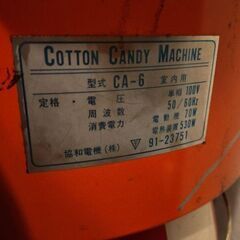 COTTON CANDY MACHINE
型式 CA-6 室内用
定格・電圧 単相 100V
周波数 50/60Hz
消費電力 電動機 70W
電熱装置 530W
協和電機(株) 91-23751